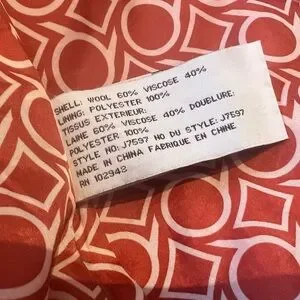 SHELL: WOOL 60% VISCOSE 40%
LINING: POLYESTER 100%
TISSUS EXTERIEUR:
LAINE 60% VISCOSE 40% DOUBLURE:
POLYESTER 100%
STYLE NO: J7597 NO DU STYLE: J7597
MADE IN CHINA FABRIQUE EN CHINE
RN 102948